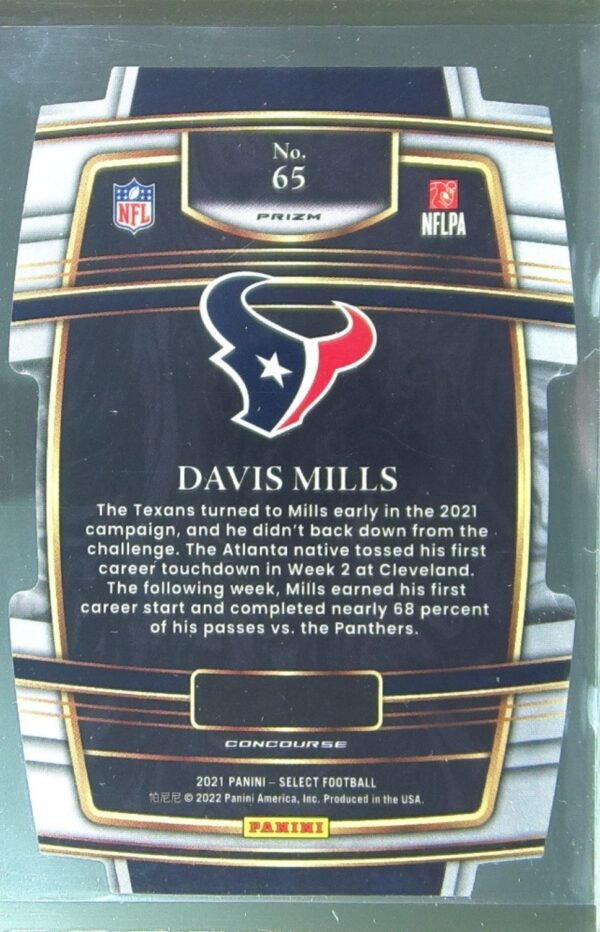 No.
65
PRIZM
NFL
NFLPA
DAVIS MILLS
The Texans turned to Mills early in the 2021
campaign, and he didn't back down from the
challenge. The Atlanta native tossed his first
career touchdown in Week 2 at Cleveland.
The following week, Mills earned his first
career start and completed nearly 68 percent
of his passes vs. the Panthers.
CONCOURSE
2021 PANINI – SELECT FOOTBALL
帕尼尼 © 2022 Panini America, Inc. Produced in the USA.
PANINI